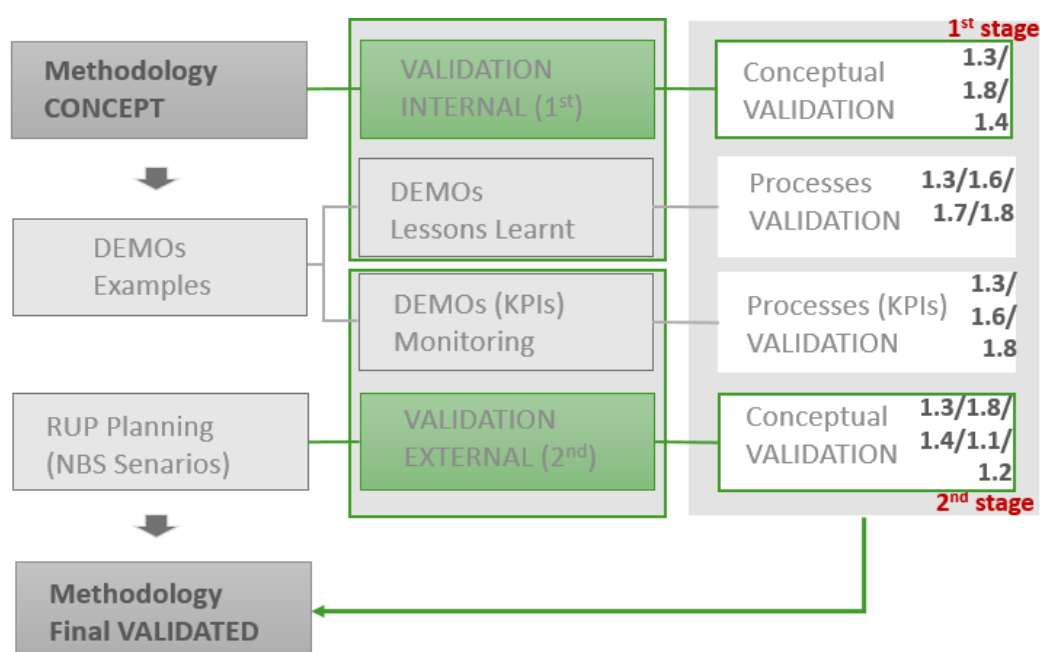 1st stage
Methodology
CONCEPT
VALIDATION
INTERNAL (1st)
Conceptual
VALIDATION
1.3/
1.8/
1.4
DEMOs
Examples
DEMOs
Lessons Learnt
Processes
VALIDATION
1.3/1.6/
1.7/1.8
DEMOs (KPIs)
Monitoring
Processes (KPIs)
VALIDATION
1.3/
1.6/
1.8
RUP Planning
(NBS Senarios)
VALIDATION
EXTERNAL (2nd)
Conceptual
VALIDATION
1.3/1.8/
1.4/1.1/
1.2
2nd stage
Methodology
Final VALIDATED